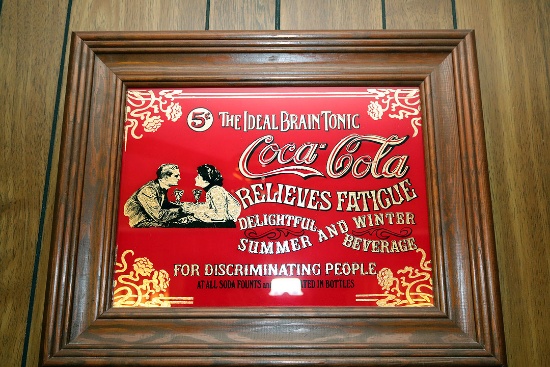 5¢ THE IDEAL BRAIN TONIC
Coca-Cola
RELIEVES FATIGUE
DELIGHTFUL
SUMMER AND WINTER
BEVERAGE
FOR DISCRIMINATING PEOPLE
AT ALL SODA FOUNTS and IN BOTTLES